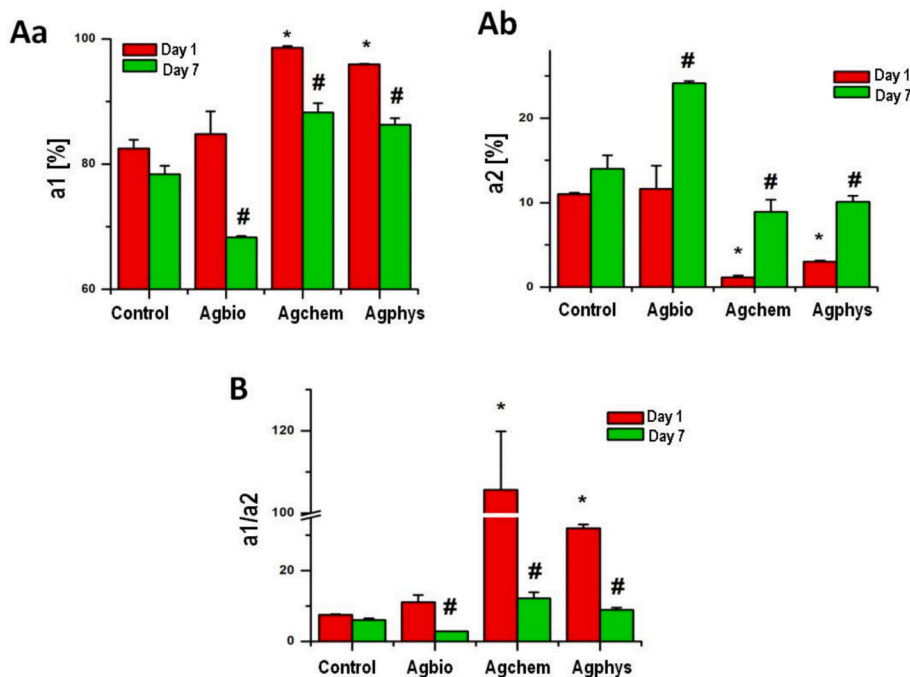 Aa
100
80
60
a1 [%]
Day 1
Day 7
*
*
#
#
#
Control Agbio Agchem Agphys
Ab
20
10
0
a2 [%]
Day 1
Day 7
#
#
#
*
*
Control Agbio Agchem Agphys
B
120
100
20
0
a1/a2
Day 1
Day 7
*
*
#
#
#
Control Agbio Agchem Agphys